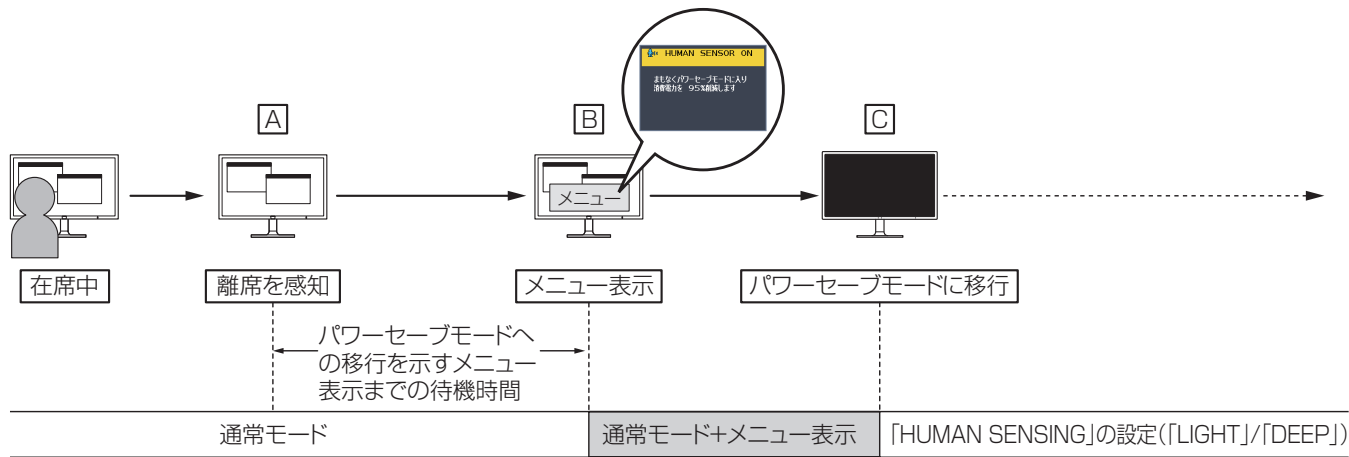 HUMAN SENSOR ON
まもなくパワーセーブモードに入り
消費電力を 95%削減します
A
B
C
メニュー
在席中
離席を感知
メニュー表示
パワーセーブモードに移行
パワーセーブモードへ
の移行を示すメニュー
表示までの待機時間
通常モード
通常モード+メニュー表示
「HUMAN SENSING」の設定(「LIGHT」/「DEEP」)